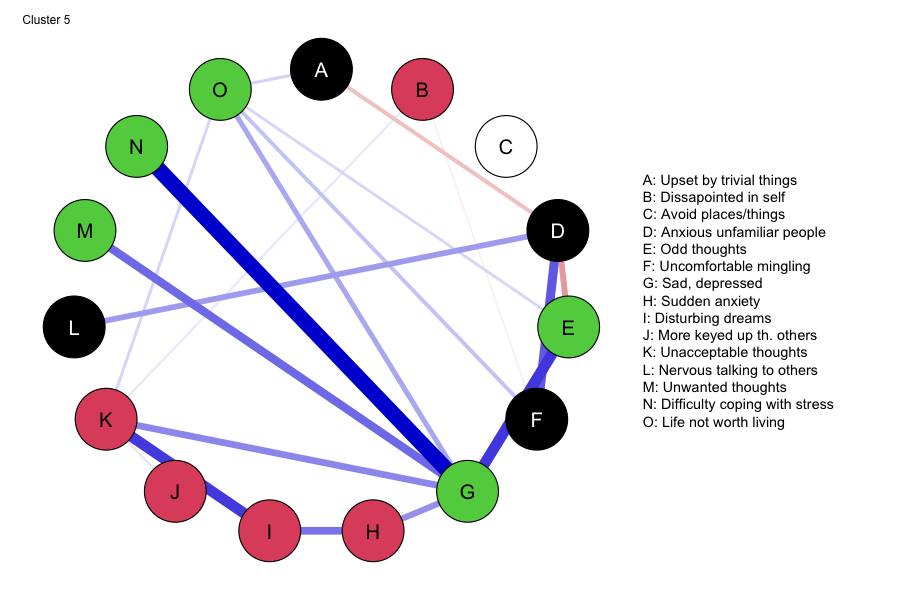 Cluster 5
A
B
C
D
E
F
G
H
I
J
K
L
M
N
O
A: Upset by trivial things
B: Dissapointed in self
C: Avoid places/things
D: Anxious unfamiliar people
E: Odd thoughts
F: Uncomfortable mingling
G: Sad, depressed
H: Sudden anxiety
I: Disturbing dreams
J: More keyed up th. others
K: Unacceptable thoughts
L: Nervous talking to others
M: Unwanted thoughts
N: Difficulty coping with stress
O: Life not worth living